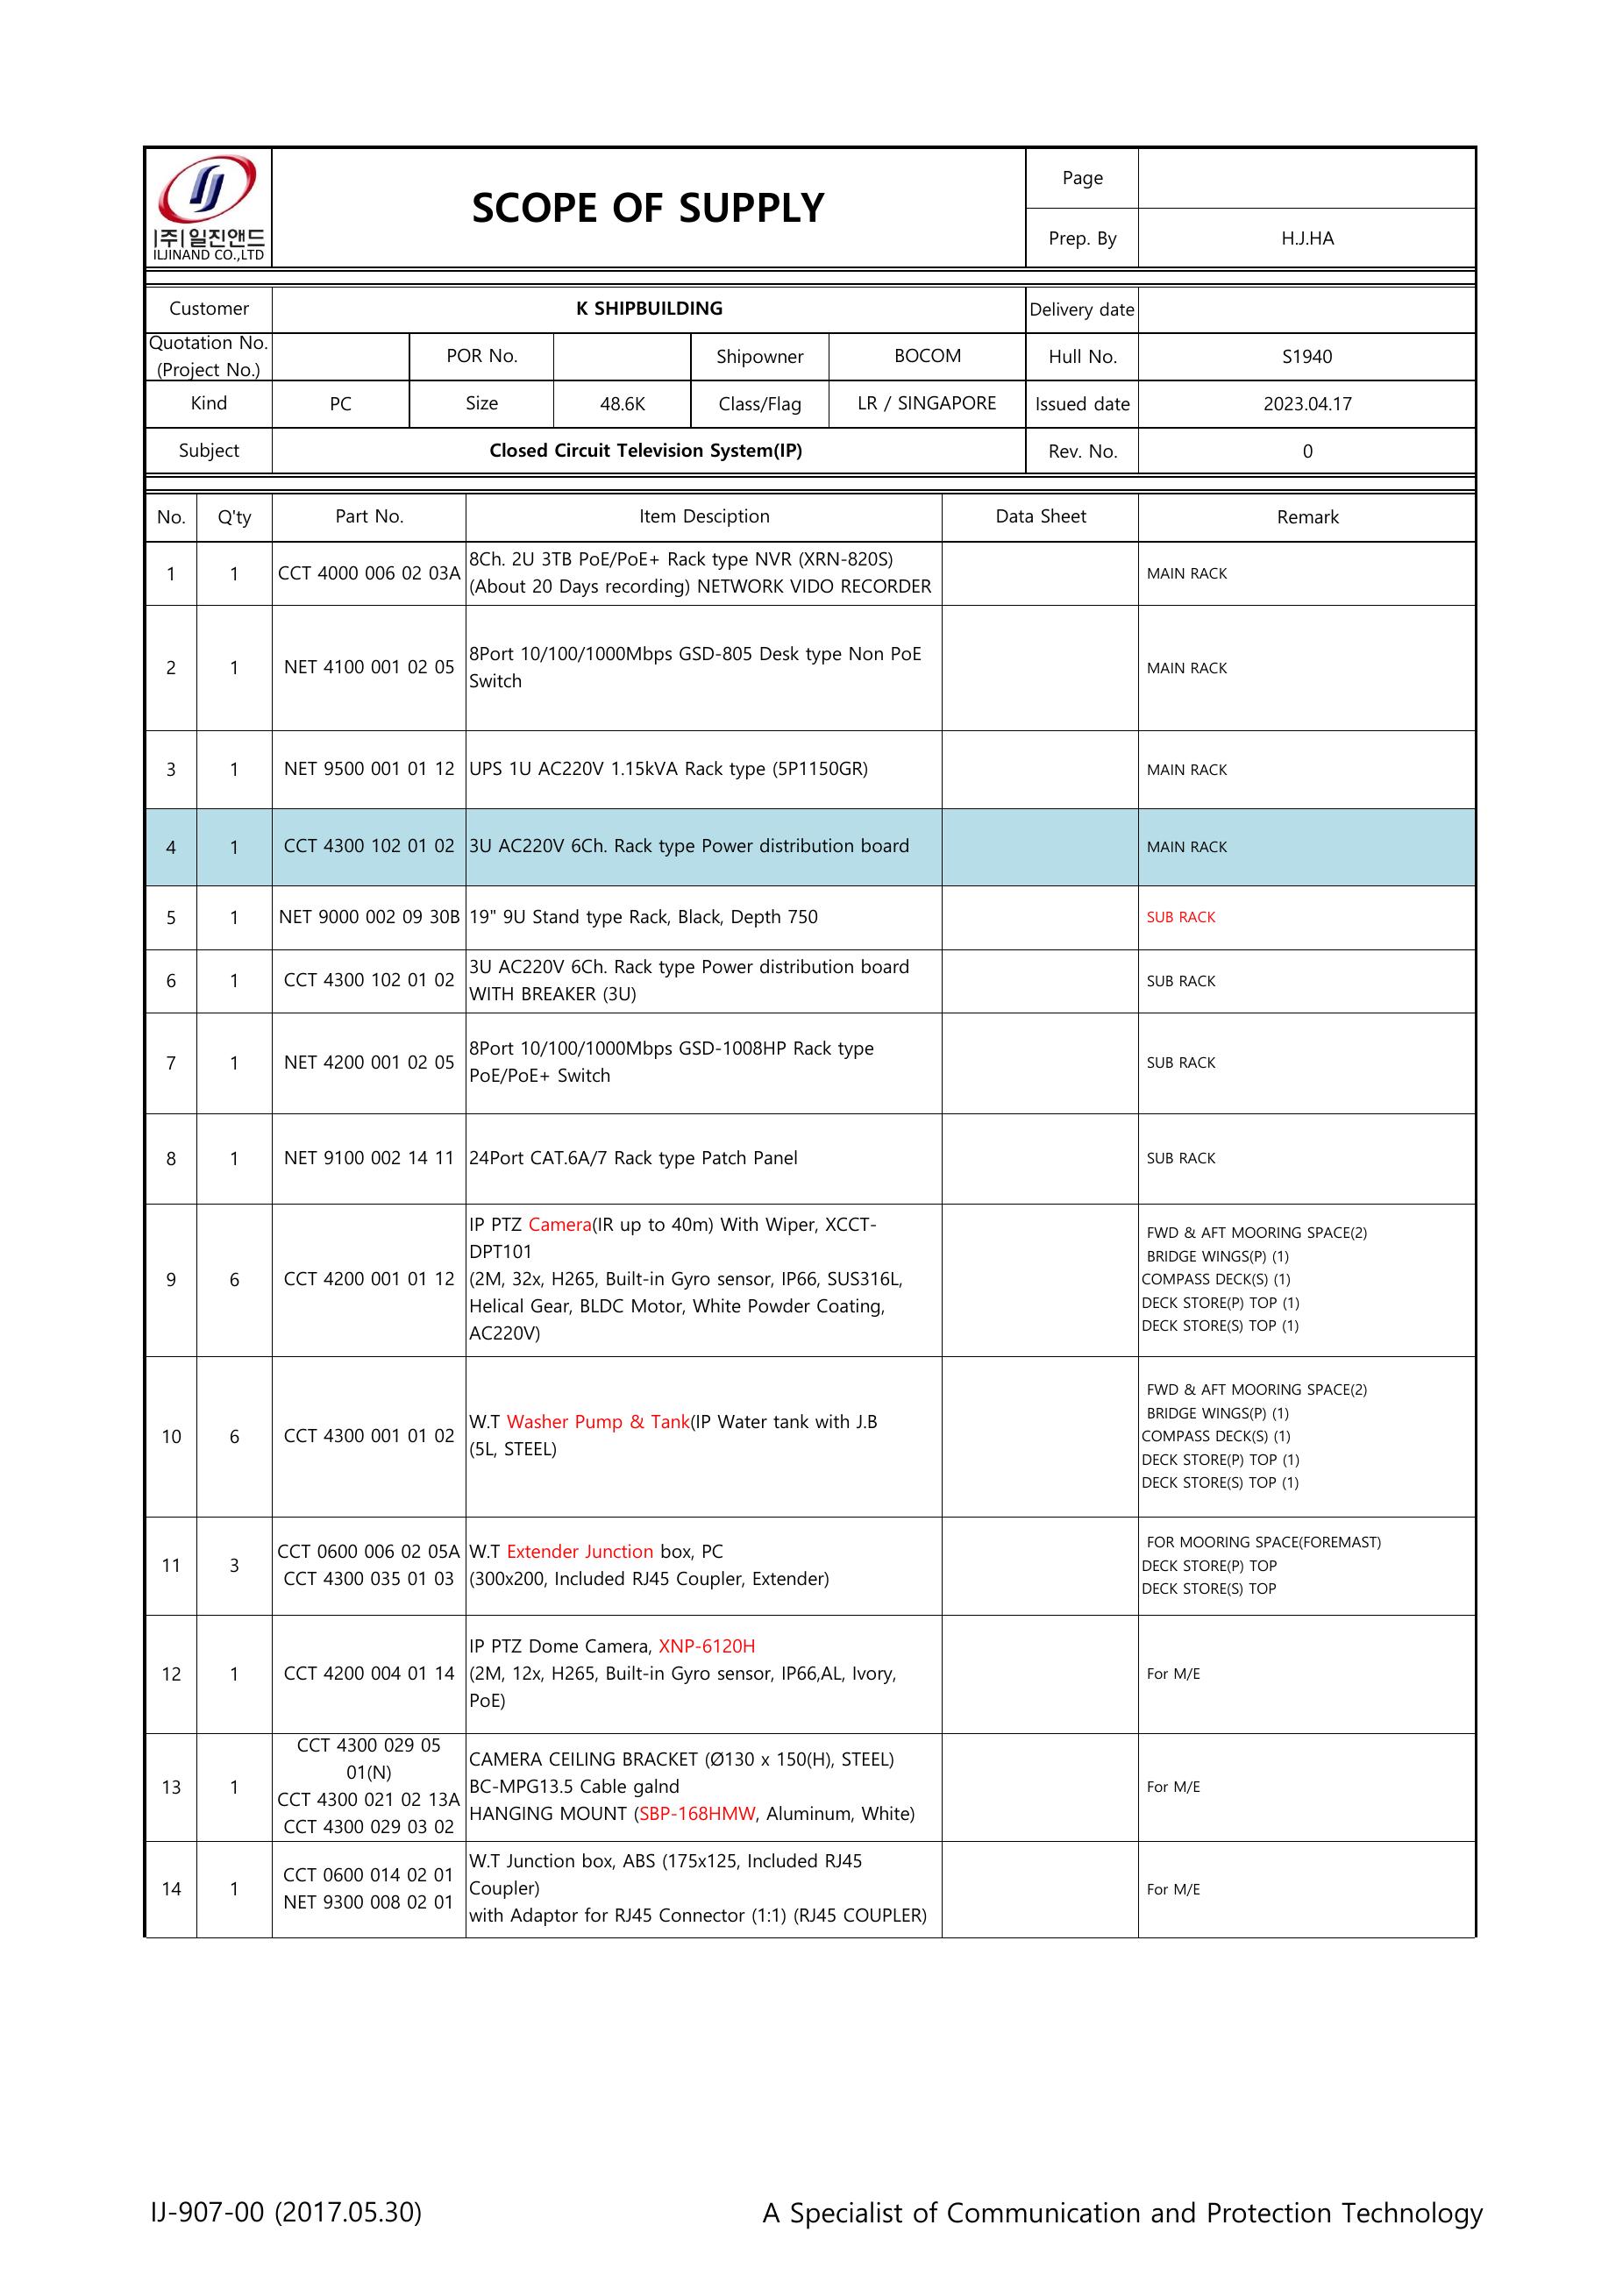 |주|일진앤드
ILJINAND CO.,LTD
SCOPE OF SUPPLY
Page
Prep. By
H.J.HA
Customer
K SHIPBUILDING
Delivery date
Quotation No.
(Project No.)
POR No.
Shipowner
BOCOM
Hull No.
S1940
Kind
PC
Size
48.6K
Class/Flag
LR / SINGAPORE
Issued date
2023.04.17
Subject
Closed Circuit Television System(IP)
Rev. No.
0
No.
Q'ty
Part No.
Item Desciption
Data Sheet
Remark
1
1
CCT 4000 006 02 03A
8Ch. 2U 3TB PoE/PoE+ Rack type NVR (XRN-820S)
(About 20 Days recording) NETWORK VIDO RECORDER
MAIN RACK
2
1
NET 4100 001 02 05
8Port 10/100/1000Mbps GSD-805 Desk type Non PoE
Switch
MAIN RACK
3
1
NET 9500 001 01 12
UPS 1U AC220V 1.15kVA Rack type (5P1150GR)
MAIN RACK
4
1
CCT 4300 102 01 02
3U AC220V 6Ch. Rack type Power distribution board
MAIN RACK
5
1
NET 9000 002 09 30B
19" 9U Stand type Rack, Black, Depth 750
SUB RACK
6
1
CCT 4300 102 01 02
3U AC220V 6Ch. Rack type Power distribution board
WITH BREAKER (3U)
SUB RACK
7
1
NET 4200 001 02 05
8Port 10/100/1000Mbps GSD-1008HP Rack type
PoE/PoE+ Switch
SUB RACK
8
1
NET 9100 002 14 11
24Port CAT.6A/7 Rack type Patch Panel
SUB RACK
9
6
CCT 4200 001 01 12
IP PTZ Camera(IR up to 40m) With Wiper, XCCT-
DPT101
(2M, 32x, H265, Built-in Gyro sensor, IP66, SUS316L,
Helical Gear, BLDC Motor, White Powder Coating,
AC220V)
FWD & AFT MOORING SPACE(2)
BRIDGE WINGS(P) (1)
COMPASS DECK(S) (1)
DECK STORE(P) TOP (1)
DECK STORE(S) TOP (1)
10
6
CCT 4300 001 01 02
W.T Washer Pump & Tank(IP Water tank with J.B
(5L, STEEL)
FWD & AFT MOORING SPACE(2)
BRIDGE WINGS(P) (1)
COMPASS DECK(S) (1)
DECK STORE(P) TOP (1)
DECK STORE(S) TOP (1)
11
3
CCT 0600 006 02 05A
CCT 4300 035 01 03
W.T Extender Junction box, PC
(300x200, Included RJ45 Coupler, Extender)
FOR MOORING SPACE(FOREMAST)
DECK STORE(P) TOP
DECK STORE(S) TOP
12
1
CCT 4200 004 01 14
IP PTZ Dome Camera, XNP-6120H
(2M, 12x, H265, Built-in Gyro sensor, IP66,AL, Ivory,
PoE)
For M/E
13
1
CCT 4300 029 05
01(N)
CCT 4300 021 02 13A
CCT 4300 029 03 02
CAMERA CEILING BRACKET (Ø130 x 150(H), STEEL)
BC-MPG13.5 Cable galnd
HANGING MOUNT (SBP-168HMW, Aluminum, White)
For M/E
14
1
CCT 0600 014 02 01
NET 9300 008 02 01
W.T Junction box, ABS (175x125, Included RJ45
Coupler)
with Adaptor for RJ45 Connector (1:1) (RJ45 COUPLER)
For M/E
IJ-907-00 (2017.05.30)
A Specialist of Communication and Protection Technology